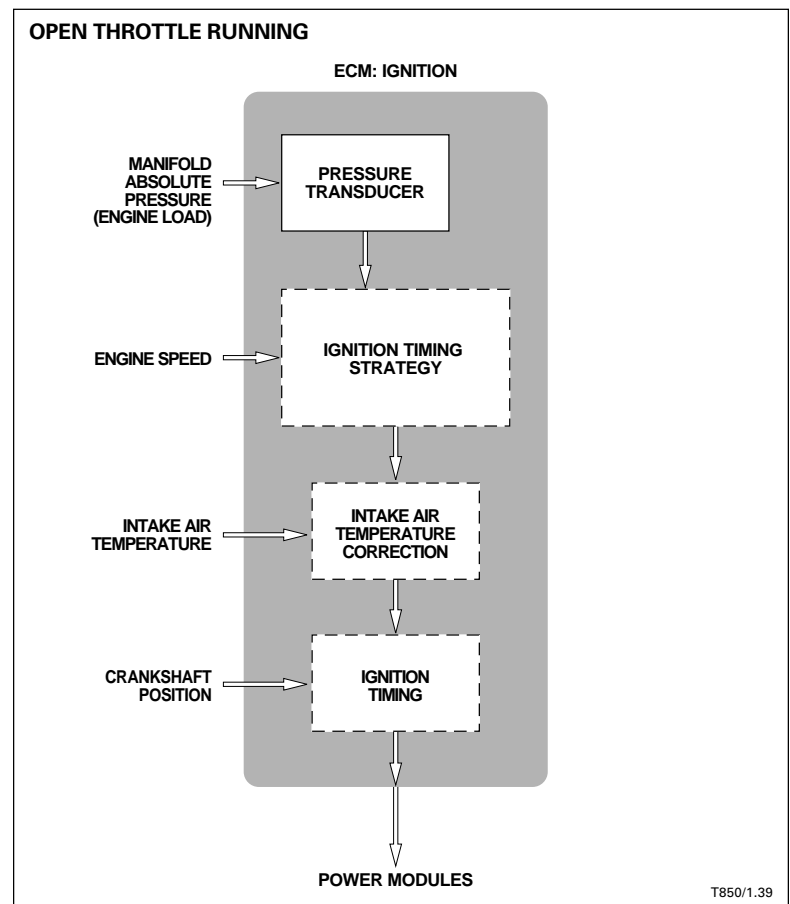 OPEN THROTTLE RUNNING
ECM: IGNITION
MANIFOLD
ABSOLUTE
PRESSURE
(ENGINE LOAD)
PRESSURE
TRANSDUCER
ENGINE SPEED
IGNITION TIMING
STRATEGY
INTAKE AIR
TEMPERATURE
INTAKE AIR
TEMPERATURE
CORRECTION
CRANKSHAFT
POSITION
IGNITION
TIMING
POWER MODULES
T850/1.39